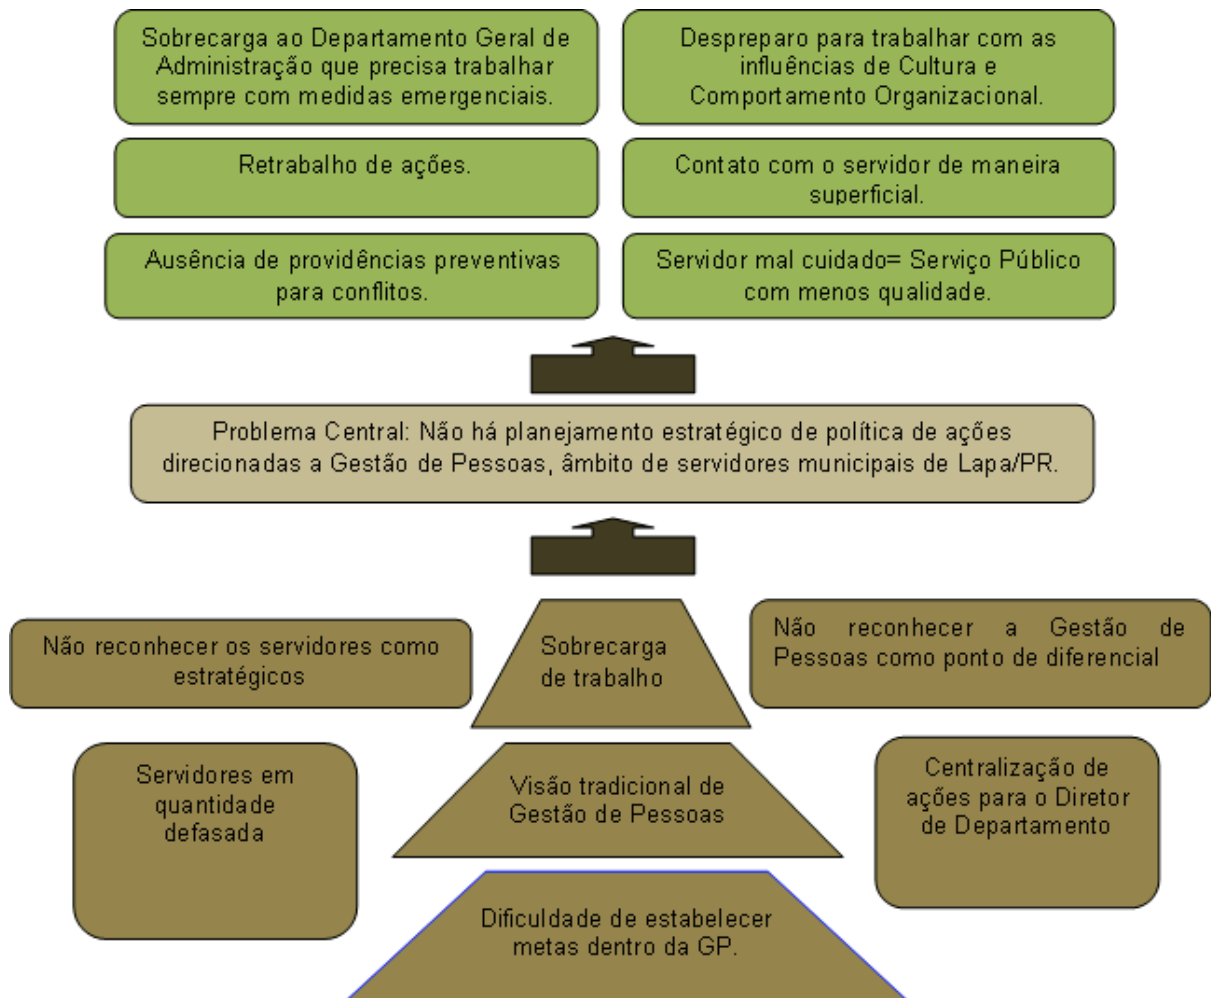 Sobrecarga ao Departamento Geral de
Administração que precisa trabalhar
sempre com medidas emergenciais.
Despreparo para trabalhar com as
influências de Cultura e
Comportamento Organizacional.
Retrabalho de ações.
Contato com o servidor de maneira
superficial.
Ausência de providências preventivas
para conflitos.
Servidor mal cuidado= Serviço Público
com menos qualidade.
Problema Central: Não há planejamento estratégico de política de ações
direcionadas a Gestão de Pessoas, âmbito de servidores municipais de Lapa/PR.
Não reconhecer os servidores como
estratégicos
Sobrecarga
de trabalho
Não reconhecer a Gestão de
Pessoas como ponto de diferencial
Servidores em
quantidade
defasada
Visão tradicional de
Gestão de Pessoas
Centralização de
ações para o Diretor
de Departamento
Dificuldade de estabelecer
metas dentro da GP.